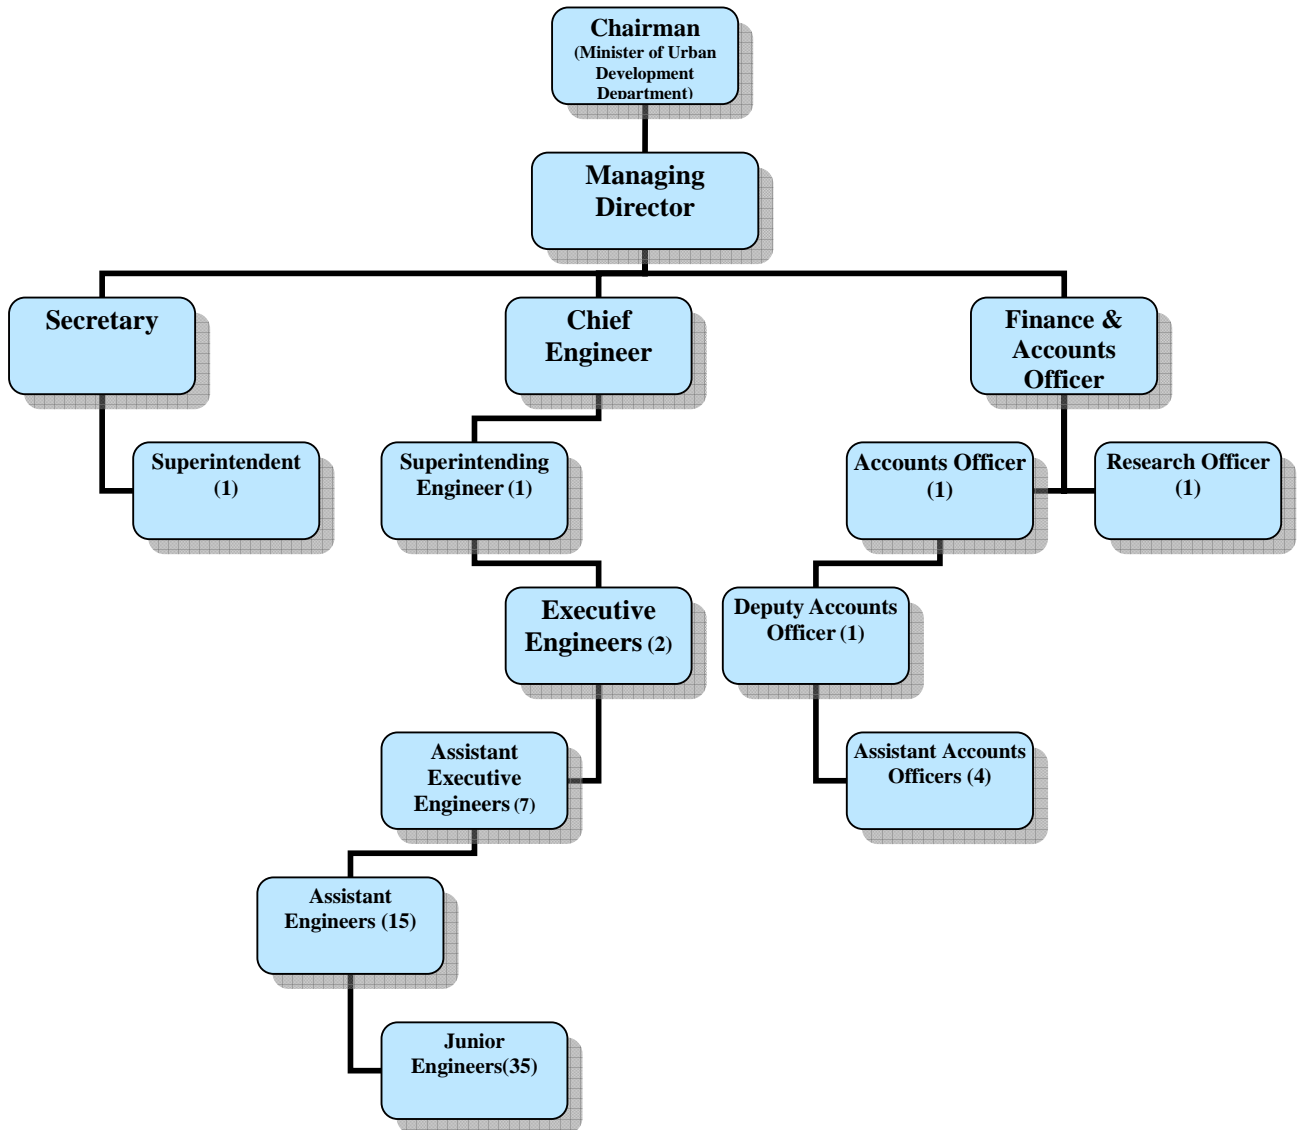 Chairman
(Minister of Urban
Development
Department)
Managing
Director
Secretary
Chief
Engineer
Finance &
Accounts
Officer
Superintendent
(1)
Superintending
Engineer (1)
Accounts Officer
(1)
Research Officer
(1)
Executive
Engineers (2)
Deputy Accounts
Officer (1)
Assistant
Executive
Engineers (7)
Assistant Accounts
Officers (4)
Assistant
Engineers (15)
Junior
Engineers(35)